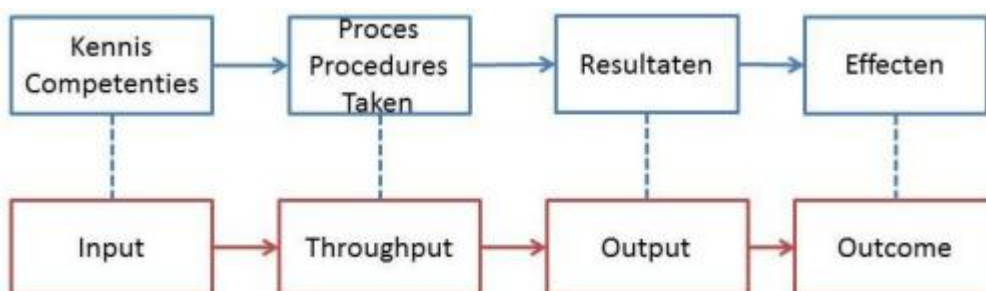 Kennis
Competenties
Proces
Procedures
Taken
Resultaten
Effecten
Input
Throughput
Output
Outcome